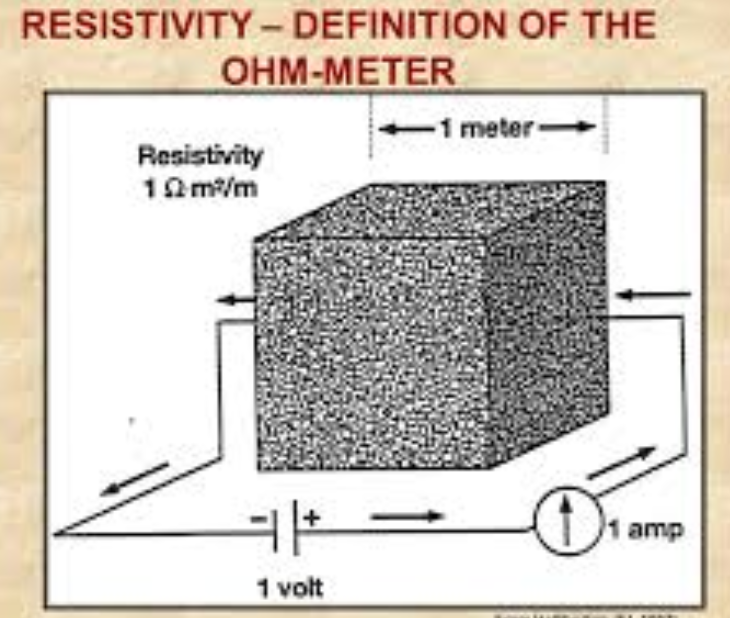 RESISTIVITY – DEFINITION OF THE
OHM-METER
1 meter
Resistivity
1 Ω m²/m
− +
1 amp
1 volt